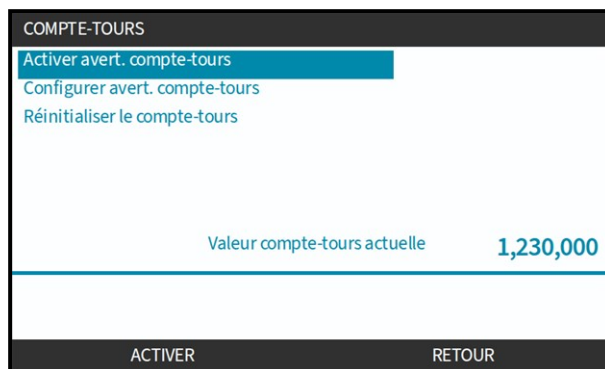 COMPTE-TOURS
Activer avert. compte-tours
Configurer avert. compte-tours
Réinitialiser le compte-tours
Valeur compte-tours actuelle 1,230,000
ACTIVER RETOUR